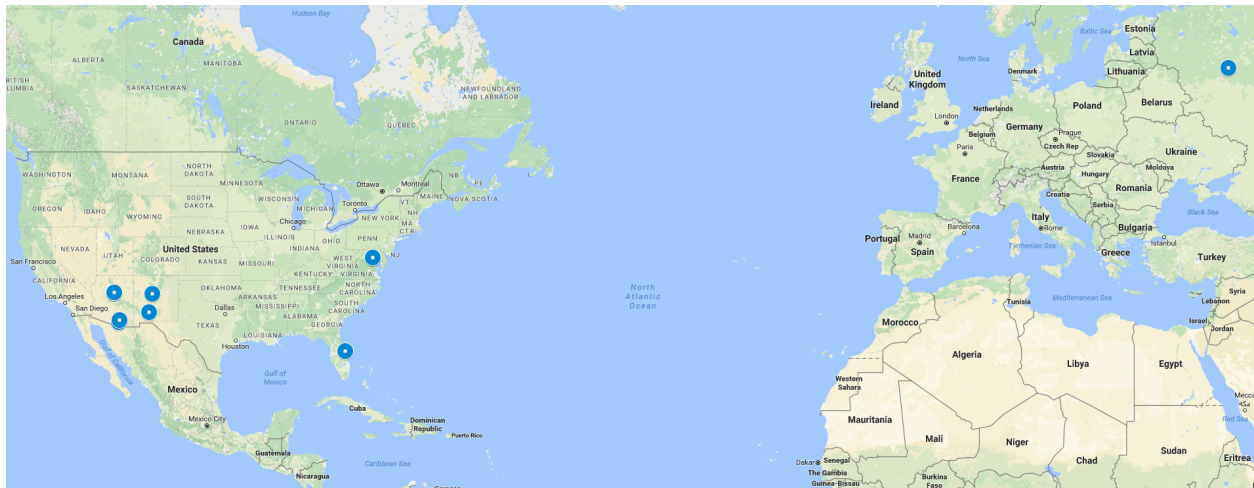 Hudson Bay
Canada
ALBERTA
MANITOBA
BRITISH
COLUMBIA
SASKATCHEWAN
NEWFOUNDLAND
AND LABRADOR
ONTARIO
QUEBEC
WASHINGTON
MONTANA
NORTH
DAKOTA
MINNESOTA
Ottawa
Montreal
NB
PE
MAINE
NOVA SCOTIA
OREGON
IDAHO
WYOMING
SOUTH
DAKOTA
WISCONSIN
MICHIGAN
Toronto
VT
NH
NEW YORK
MA
CT RI
Chicago
NEBRASKA
IOWA
ILLINOIS
INDIANA
OHIO
PENN
NJ
San Francisco
NEVADA
UTAH
United States
COLORADO
KANSAS
MISSOURI
WEST
VIRGINIA
KENTUCKY
VIRGINIA
CALIFORNIA
Los Angeles
San Diego
OKLAHOMA
ARKANSAS
TENNESSEE
NORTH
CAROLINA
MISSISSIPPI
SOUTH
CAROLINA
Dallas
ALABAMA
TEXAS
GEORGIA
LOUISIANA
Houston
Gulf of California
Gulf of
Mexico
Mexico
Mexico City
Cuba
Dominican
Republic
Puerto Rico
Guatemala
Caribbean Sea
Nicaragua
North
Atlantic
Ocean
Baltic Sea
Estonia
Latvia
Lithuania
North Sea
Denmark
United
Kingdom
Ireland
London
Netherlands
Belgium
Germany
Poland
Belarus
Prague
Czech Rep
Paris
Slovakia
Ukraine
Moldova
France
Austria
Hungary
Romania
Croatia
Serbia
Italy
Rome
Bulgaria
Black Sea
Barcelona
Madrid
Portugal
Spain
Tyrrhenian Sea
Istanbul
Greece
Turkey
Mediterranean Sea
Syria
Lebanon
Israel
Jordan
Tunisia
Morocco
Algeria
Libya
Egypt
Western
Sahara
Mecca
مكة
Red Sea
Mauritania
Mali
Niger
Chad
Sudan
Eritrea
Dakar
Senegal
The Gambia
Guinea-Bissau
Burkina
Faso